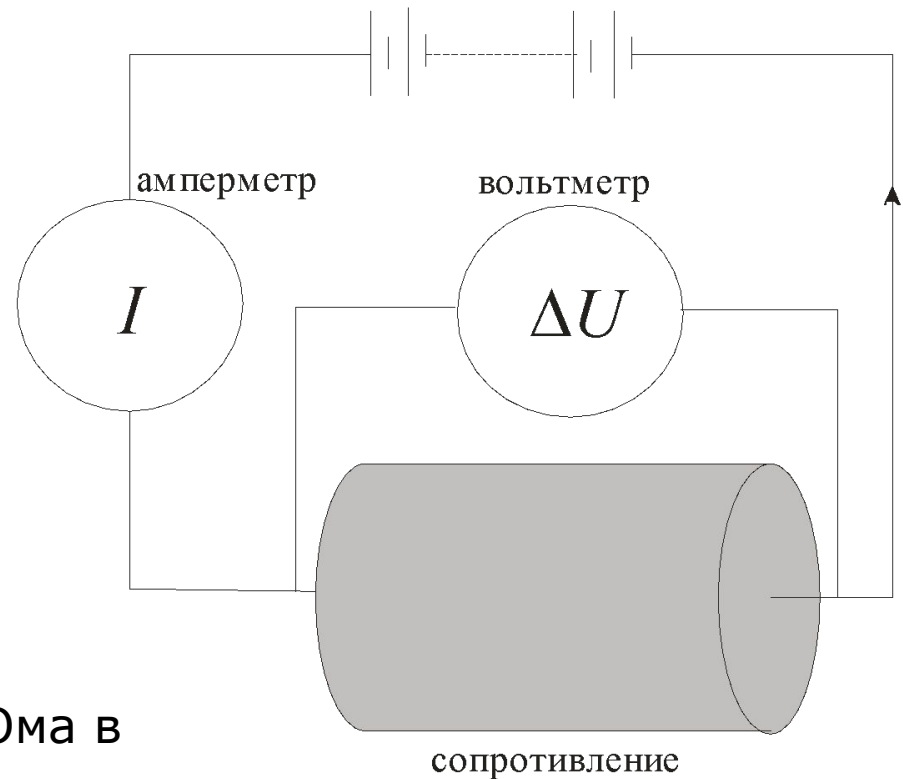 амперметр
вольтметр
I
ΔU
Ома в
сопротивление